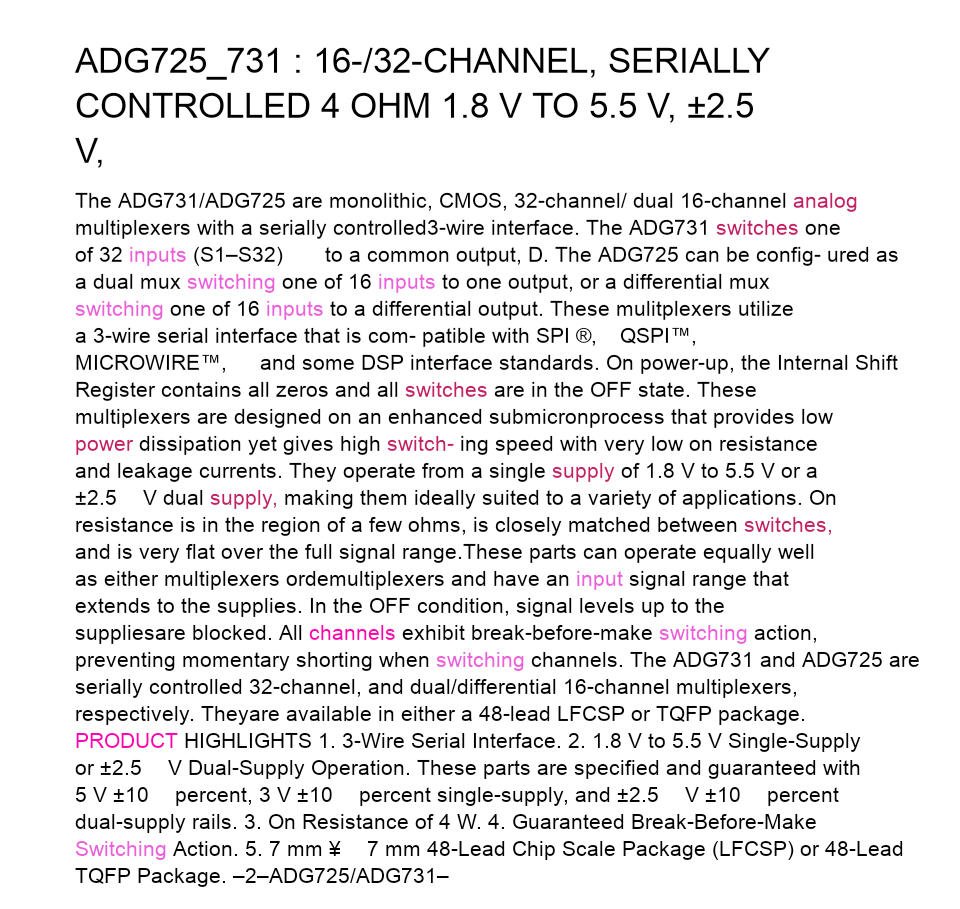 ADG725_731 : 16-/32-CHANNEL, SERIALLY
CONTROLLED 4 OHM 1.8 V TO 5.5 V, ±2.5
V,
The ADG731/ADG725 are monolithic, CMOS, 32-channel/ dual 16-channel analog
multiplexers with a serially controlled3-wire interface. The ADG731 switches one
of 32 inputs (S1–S32) to a common output, D. The ADG725 can be config- ured as
a dual mux switching one of 16 inputs to one output, or a differential mux
switching one of 16 inputs to a differential output. These mulitplexers utilize
a 3-wire serial interface that is com- patible with SPI ®, QSPI™,
MICROWIRE™, and some DSP interface standards. On power-up, the Internal Shift
Register contains all zeros and all switches are in the OFF state. These
multiplexers are designed on an enhanced submicronprocess that provides low
power dissipation yet gives high switch- ing speed with very low on resistance
and leakage currents. They operate from a single supply of 1.8 V to 5.5 V or a
±2.5 V dual supply, making them ideally suited to a variety of applications. On
resistance is in the region of a few ohms, is closely matched between switches,
and is very flat over the full signal range.These parts can operate equally well
as either multiplexers ordemultiplexers and have an input signal range that
extends to the supplies. In the OFF condition, signal levels up to the
suppliesare blocked. All channels exhibit break-before-make switching action,
preventing momentary shorting when switching channels. The ADG731 and ADG725 are
serially controlled 32-channel, and dual/differential 16-channel multiplexers,
respectively. Theyare available in either a 48-lead LFCSP or TQFP package.
PRODUCT HIGHLIGHTS 1. 3-Wire Serial Interface. 2. 1.8 V to 5.5 V Single-Supply
or ±2.5 V Dual-Supply Operation. These parts are specified and guaranteed with
5 V ±10 percent, 3 V ±10 percent single-supply, and ±2.5 V ±10 percent
dual-supply rails. 3. On Resistance of 4 W. 4. Guaranteed Break-Before-Make
Switching Action. 5. 7 mm ¥ 7 mm 48-Lead Chip Scale Package (LFCSP) or 48-Lead
TQFP Package. –2–ADG725/ADG731–